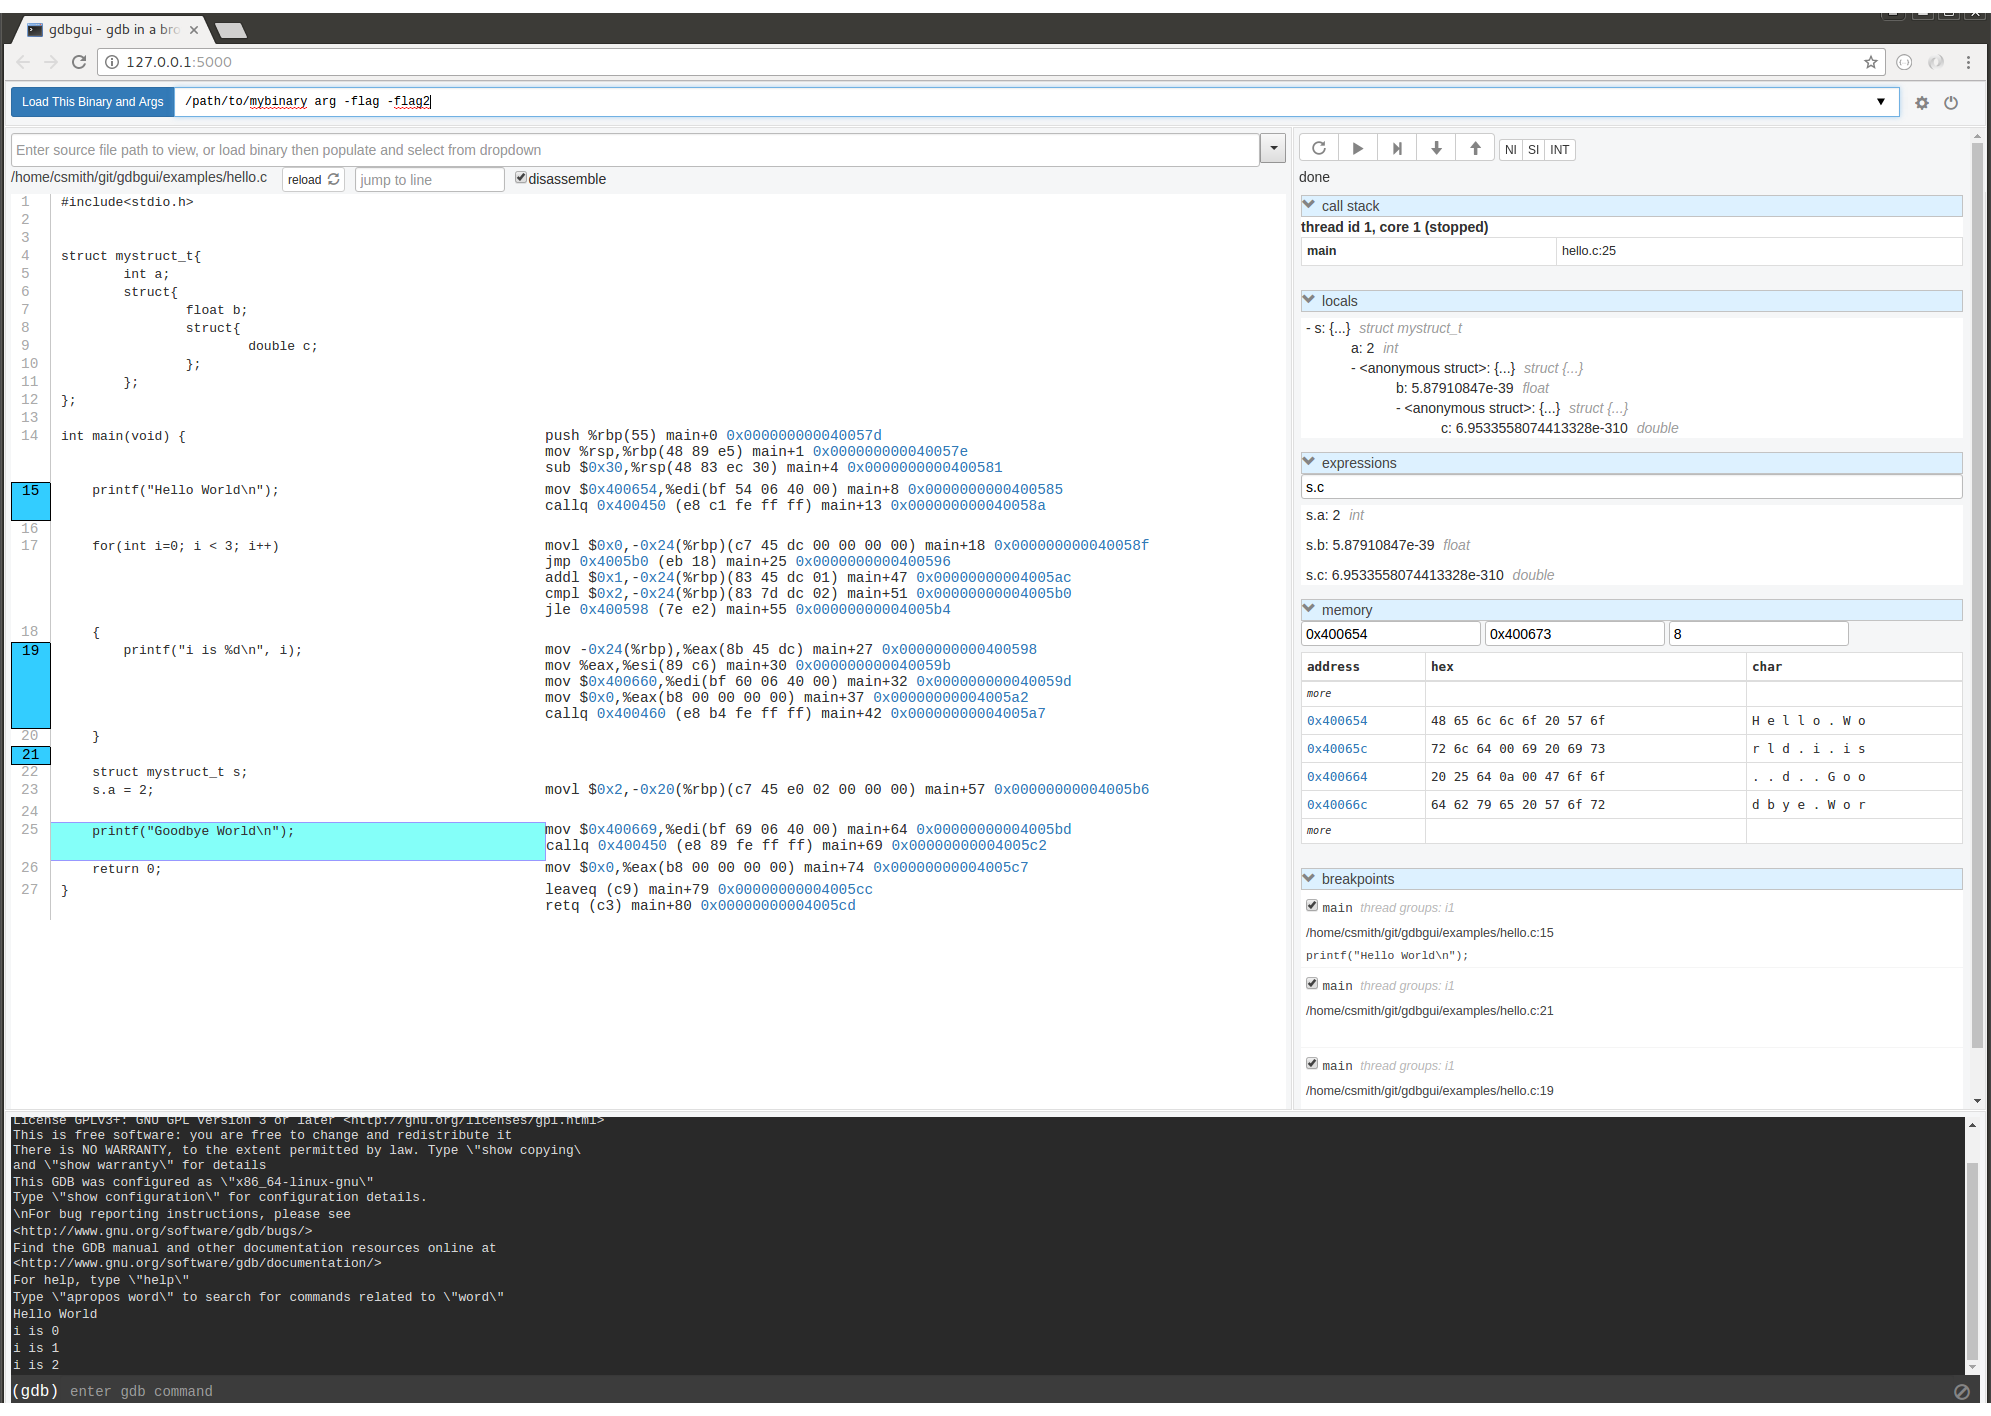 gdbgui - gdb in a bro
127.0.0.1:5000
Load This Binary and Args /path/to/mybinary arg -flag -flag2
Enter source file path to view, or load binary then populate and select from dropdown
/home/csmith/git/gdbgui/examples/hello.c reload jump to line disassemble
1 #include<stdio.h>
2
3
4 struct mystruct_t{
5 int a;
6 struct{
7 float b;
8 struct{
9 double c;
10 };
11 };
12 };
13
14 int main(void) { push %rbp(55) main+0 0x000000000040057d
mov %rsp,%rbp(48 89 e5) main+1 0x000000000040057e
sub $0x30,%rsp(48 83 ec 30) main+4 0x0000000000400581
15 printf("Hello World\n"); mov $0x400654,%edi(bf 54 06 40 00) main+8 0x0000000000400585
callq 0x400450 (e8 c1 fe ff ff) main+13 0x000000000040058a
16
17 for(int i=0; i < 3; i++) movl $0x0,-0x24(%rbp)(c7 45 dc 00 00 00 00) main+18 0x000000000040058f
jmp 0x4005b0 (eb 18) main+25 0x0000000000400596
addl $0x1,-0x24(%rbp)(83 45 dc 01) main+47 0x00000000004005ac
cmpl $0x2,-0x24(%rbp)(83 7d dc 02) main+51 0x00000000004005b0
jle 0x400598 (7e e2) main+55 0x00000000004005b4
18 {
19 printf("i is %d\n", i); mov -0x24(%rbp),%eax(8b 45 dc) main+27 0x0000000000400598
mov %eax,%esi(89 c6) main+30 0x000000000040059b
mov $0x400660,%edi(bf 60 06 40 00) main+32 0x000000000040059d
mov $0x0,%eax(b8 00 00 00 00) main+37 0x00000000004005a2
callq 0x400460 (e8 b4 fe ff ff) main+42 0x00000000004005a7
20 }
21
22 struct mystruct_t s;
23 s.a = 2; movl $0x2,-0x20(%rbp)(c7 45 e0 02 00 00 00) main+57 0x00000000004005b6
24
25 printf("Goodbye World\n"); mov $0x400669,%edi(bf 69 06 40 00) main+64 0x00000000004005bd
callq 0x400450 (e8 89 fe ff ff) main+69 0x00000000004005c2
26 return 0; mov $0x0,%eax(b8 00 00 00 00) main+74 0x00000000004005c7
27 } leaveq (c9) main+79 0x00000000004005cc
retq (c3) main+80 0x00000000004005cd
NI SI INT
done
call stack
thread id 1, core 1 (stopped)
main hello.c:25
locals
- s: {...} struct mystruct_t
a: 2 int
- <anonymous struct>: {...} struct {...}
b: 5.87910847e-39 float
- <anonymous struct>: {...} struct {...}
c: 6.9533558074413328e-310 double
expressions
s.c
s.a: 2 int
s.b: 5.87910847e-39 float
s.c: 6.9533558074413328e-310 double
memory
0x400654 0x400673 8
address hex char
more
0x400654 48 65 6c 6c 6f 20 57 6f H e l l o . W o
0x40065c 72 6c 64 00 69 20 69 73 r l d . i . i s
0x400664 20 25 64 0a 00 47 6f 6f . . d . . G o o
0x40066c 64 62 79 65 20 57 6f 72 d b y e . W o r
more
breakpoints
main thread groups: i1
/home/csmith/git/gdbgui/examples/hello.c:15
printf("Hello World\n");
main thread groups: i1
/home/csmith/git/gdbgui/examples/hello.c:21
main thread groups: i1
/home/csmith/git/gdbgui/examples/hello.c:19
License GPLv3+: GNU GPL version 3 or later <http://gnu.org/licenses/gpl.html>
This is free software: you are free to change and redistribute it
There is NO WARRANTY, to the extent permitted by law. Type \"show copying\
and \"show warranty\" for details
This GDB was configured as \"x86_64-linux-gnu\"
Type \"show configuration\" for configuration details.
\nFor bug reporting instructions, please see
<http://www.gnu.org/software/gdb/bugs/>
Find the GDB manual and other documentation resources online at
<http://www.gnu.org/software/gdb/documentation/>
For help, type \"help\"
Type \"apropos word\" to search for commands related to \"word\"
Hello World
i is 0
i is 1
i is 2
(gdb) enter gdb command